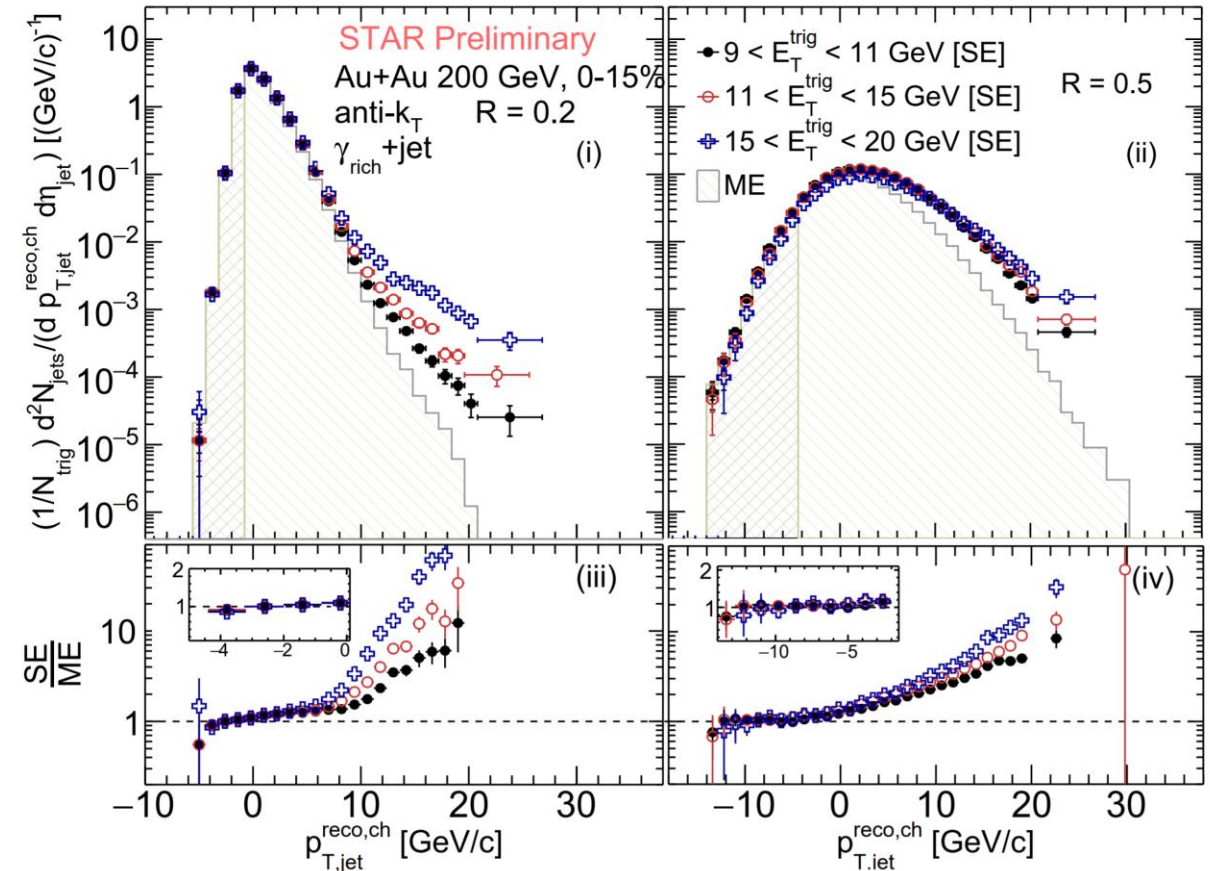 (1/N_trig) d²N_jets/(d p_T,jet^reco,ch dη_jet) [(GeV/c)⁻¹]
10
1
10⁻¹
10⁻²
10⁻³
10⁻⁴
10⁻⁵
10⁻⁶
STAR Preliminary
Au+Au 200 GeV, 0-15%
anti-k_T R = 0.2
γ_rich+jet
(i)
9 < E_T^trig < 11 GeV [SE]
11 < E_T^trig < 15 GeV [SE]
15 < E_T^trig < 20 GeV [SE]
ME
R = 0.5
(ii)
SE
ME
10
1
2
1
−4 −2 0
(iii)
2
1
−10 −5
(iv)
−10 0 10 20 30
−10 0 10 20 30
p_T,jet^reco,ch [GeV/c]
p_T,jet^reco,ch [GeV/c]